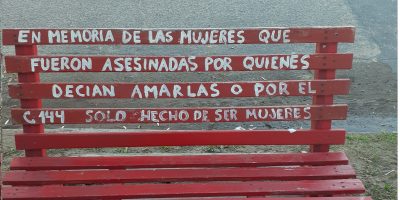 EN MEMORIA DE LAS MUJERES QUE
FUERON ASESINADAS POR QUIENES
DECIAN AMARLAS O POR EL
C.144 SOLO HECHO DE SER MUJERES